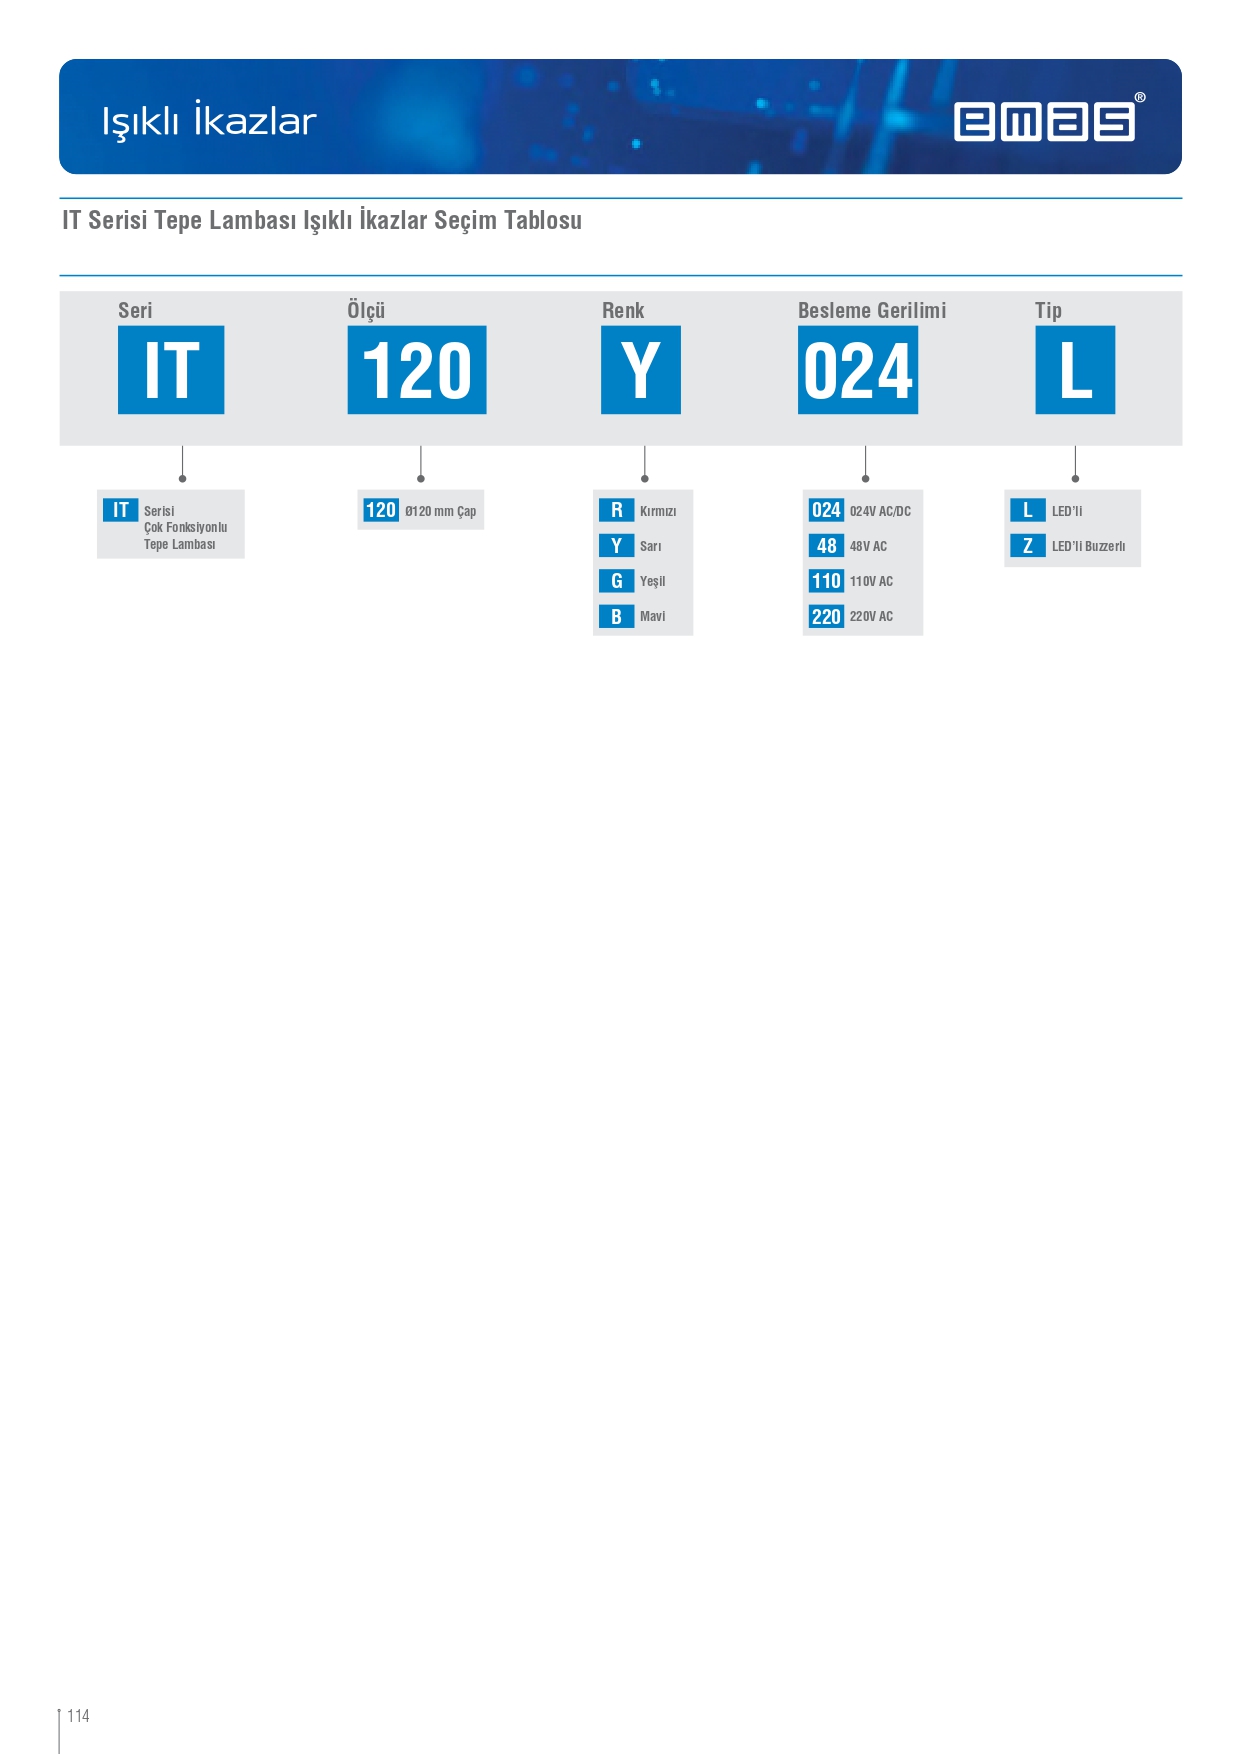 Işıklı İkazlar
emas®
IT Serisi Tepe Lambası Işıklı İkazlar Seçim Tablosu
Seri
IT
Ölçü
120
Renk
Y
Besleme Gerilimi
024
Tip
L
IT Serisi
Çok Fonksiyonlu
Tepe Lambası
120 Ø120 mm Çap
R Kırmızı
Y Sarı
G Yeşil
B Mavi
024 024V AC/DC
48 48V AC
110 110V AC
220 220V AC
L LED'li
Z LED'li Buzzerlı
114